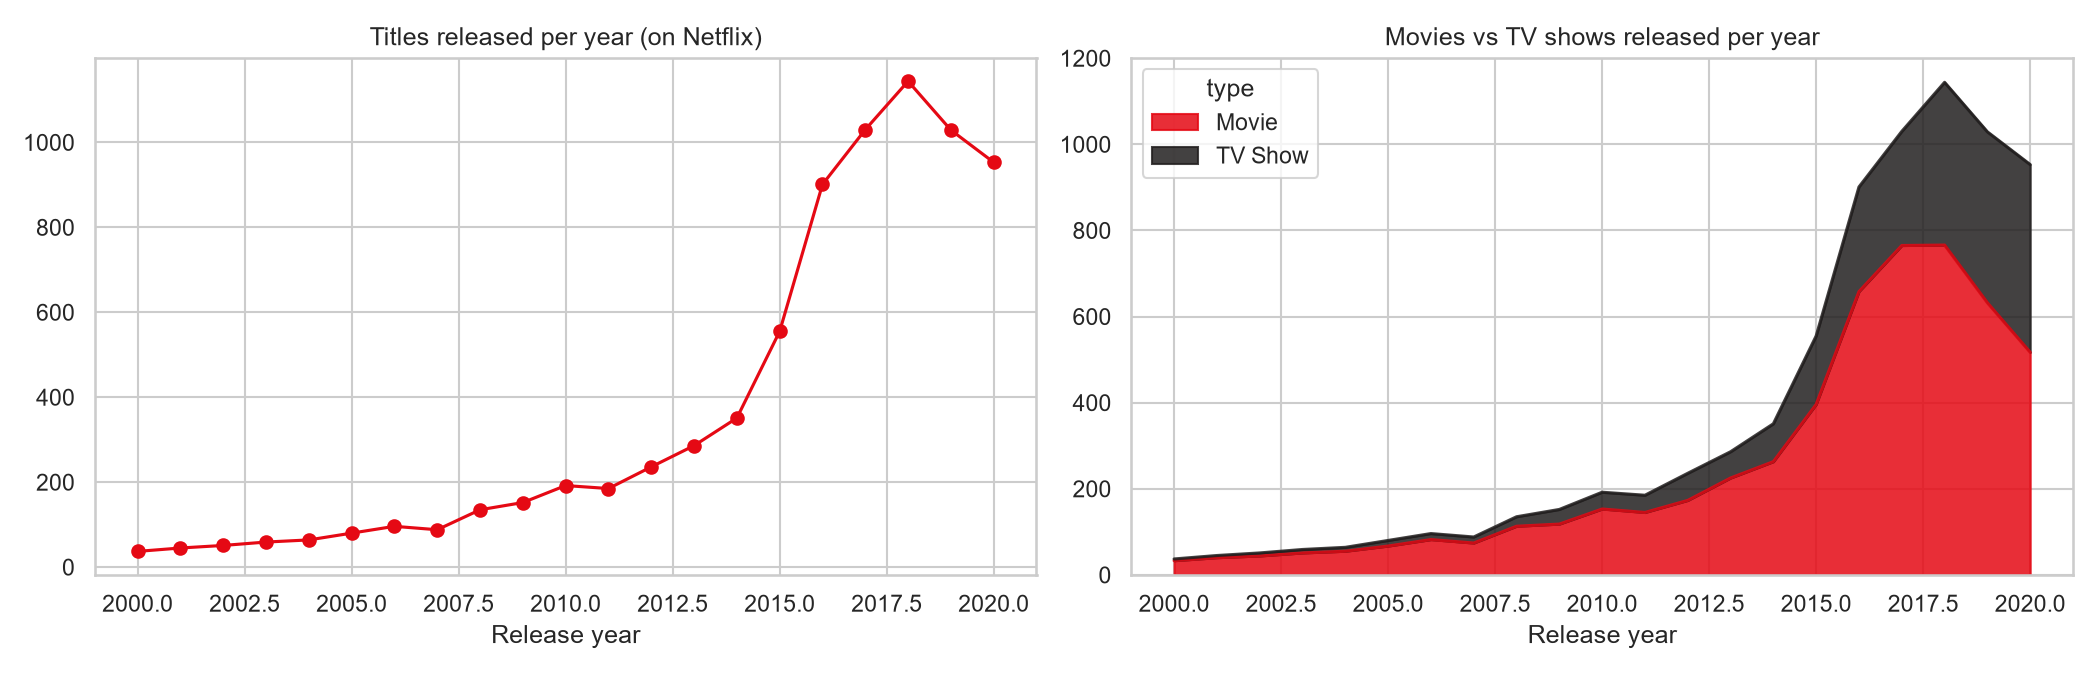 Titles released per year (on Netflix)
1000
800
600
400
200
0
2000.0 2002.5 2005.0 2007.5 2010.0 2012.5 2015.0 2017.5 2020.0
Release year
Movies vs TV shows released per year
type
Movie
TV Show
1200
1000
800
600
400
200
0
2000.0 2002.5 2005.0 2007.5 2010.0 2012.5 2015.0 2017.5 2020.0
Release year